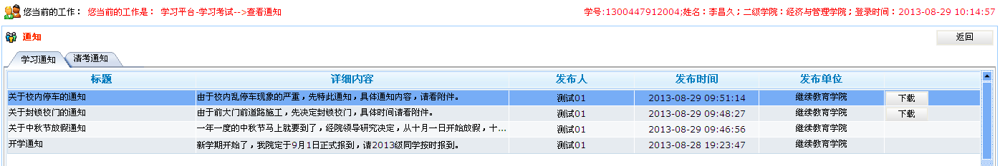 您当前的工作： 您当前的工作是： 学习平台-学习考试-->查看通知 学号:1300447912004;姓名：李昌久；二级学院：经济与管理学院；登录时间：2013-08-29 10:14:57
通知 返回
学习通知 清考通知
标题 详细内容 发布人 发布时间 发布单位
关于校内停车的通知 由于校内乱停车现象的严重，先特此通知，具体通知内容，请看附件。 测试01 2013-08-29 09:51:14 继续教育学院 下载
关于封锁校门的通知 由于前大门前道路施工，先决定封锁校门，具体时间请看附件。 测试01 2013-08-29 09:48:27 继续教育学院 下载
关于中秋节放假通知 一年一度的中秋节马上就要到了，经院领导研究决定，从十月一日开始放假，十... 测试01 2013-08-29 09:46:56 继续教育学院
开学通知 新学期开始了，我院定于9月1日正式报到，请2013级同学按时报到。 测试01 2013-08-28 19:23:47 继续教育学院